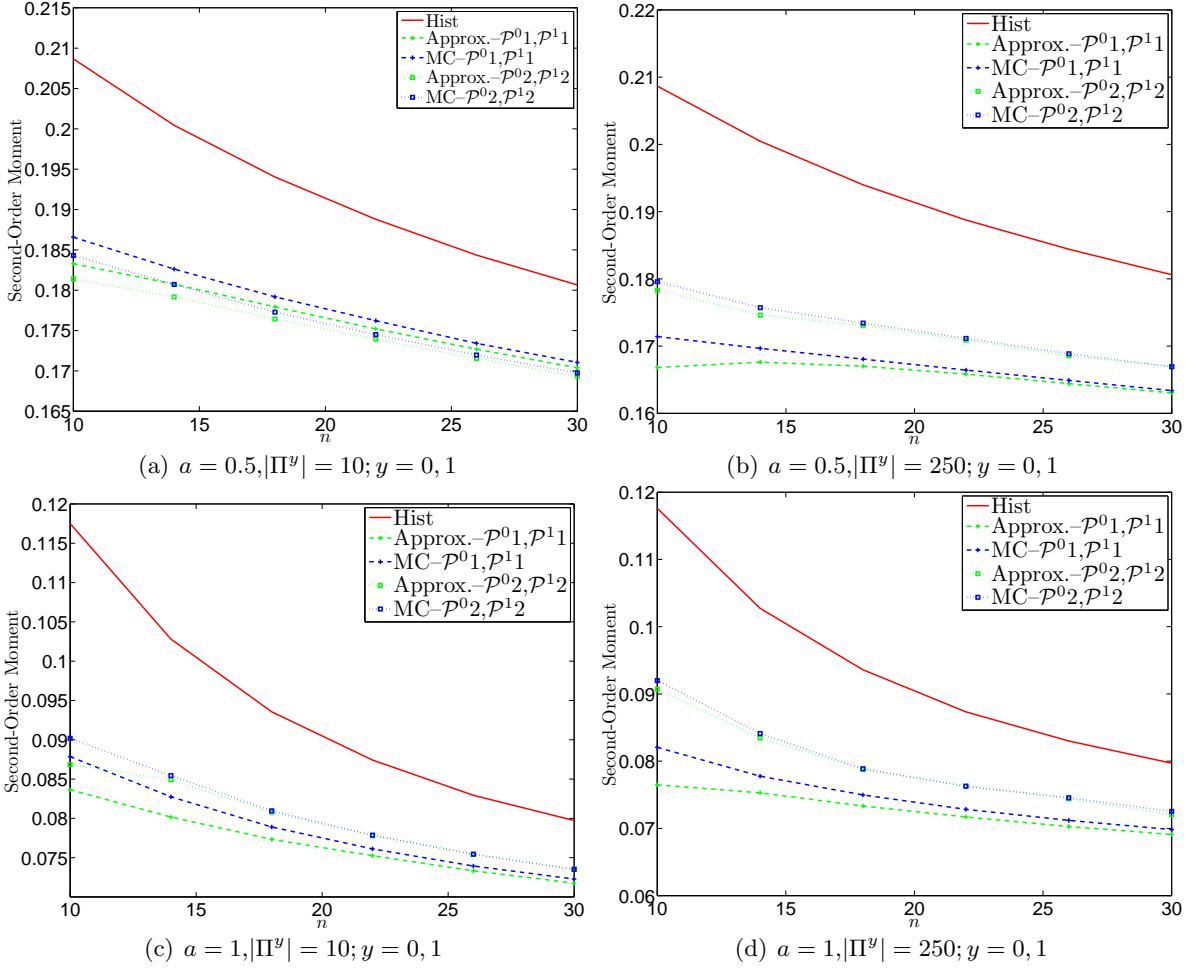 0.215
0.21
0.205
0.2
0.195
0.19
0.185
0.18
0.175
0.17
0.165
10 15 20 25 30
Second-Order Moment
n
Hist
Approx.–𝒫⁰1,𝒫¹1
MC–𝒫⁰1,𝒫¹1
Approx.–𝒫⁰2,𝒫¹2
MC–𝒫⁰2,𝒫¹2
(a) a = 0.5,|Π^y| = 10; y = 0, 1
0.22
0.21
0.2
0.19
0.18
0.17
0.16
10 15 20 25 30
Second-Order Moment
n
Hist
Approx.–𝒫⁰1,𝒫¹1
MC–𝒫⁰1,𝒫¹1
Approx.–𝒫⁰2,𝒫¹2
MC–𝒫⁰2,𝒫¹2
(b) a = 0.5,|Π^y| = 250; y = 0, 1
0.12
0.115
0.11
0.105
0.1
0.095
0.09
0.085
0.08
0.075
10 15 20 25 30
Second-Order Moment
n
Hist
Approx.–𝒫⁰1,𝒫¹1
MC–𝒫⁰1,𝒫¹1
Approx.–𝒫⁰2,𝒫¹2
MC–𝒫⁰2,𝒫¹2
(c) a = 1,|Π^y| = 10; y = 0, 1
0.12
0.11
0.1
0.09
0.08
0.07
0.06
10 15 20 25 30
Second-Order Moment
n
Hist
Approx.–𝒫⁰1,𝒫¹1
MC–𝒫⁰1,𝒫¹1
Approx.–𝒫⁰2,𝒫¹2
MC–𝒫⁰2,𝒫¹2
(d) a = 1,|Π^y| = 250; y = 0, 1